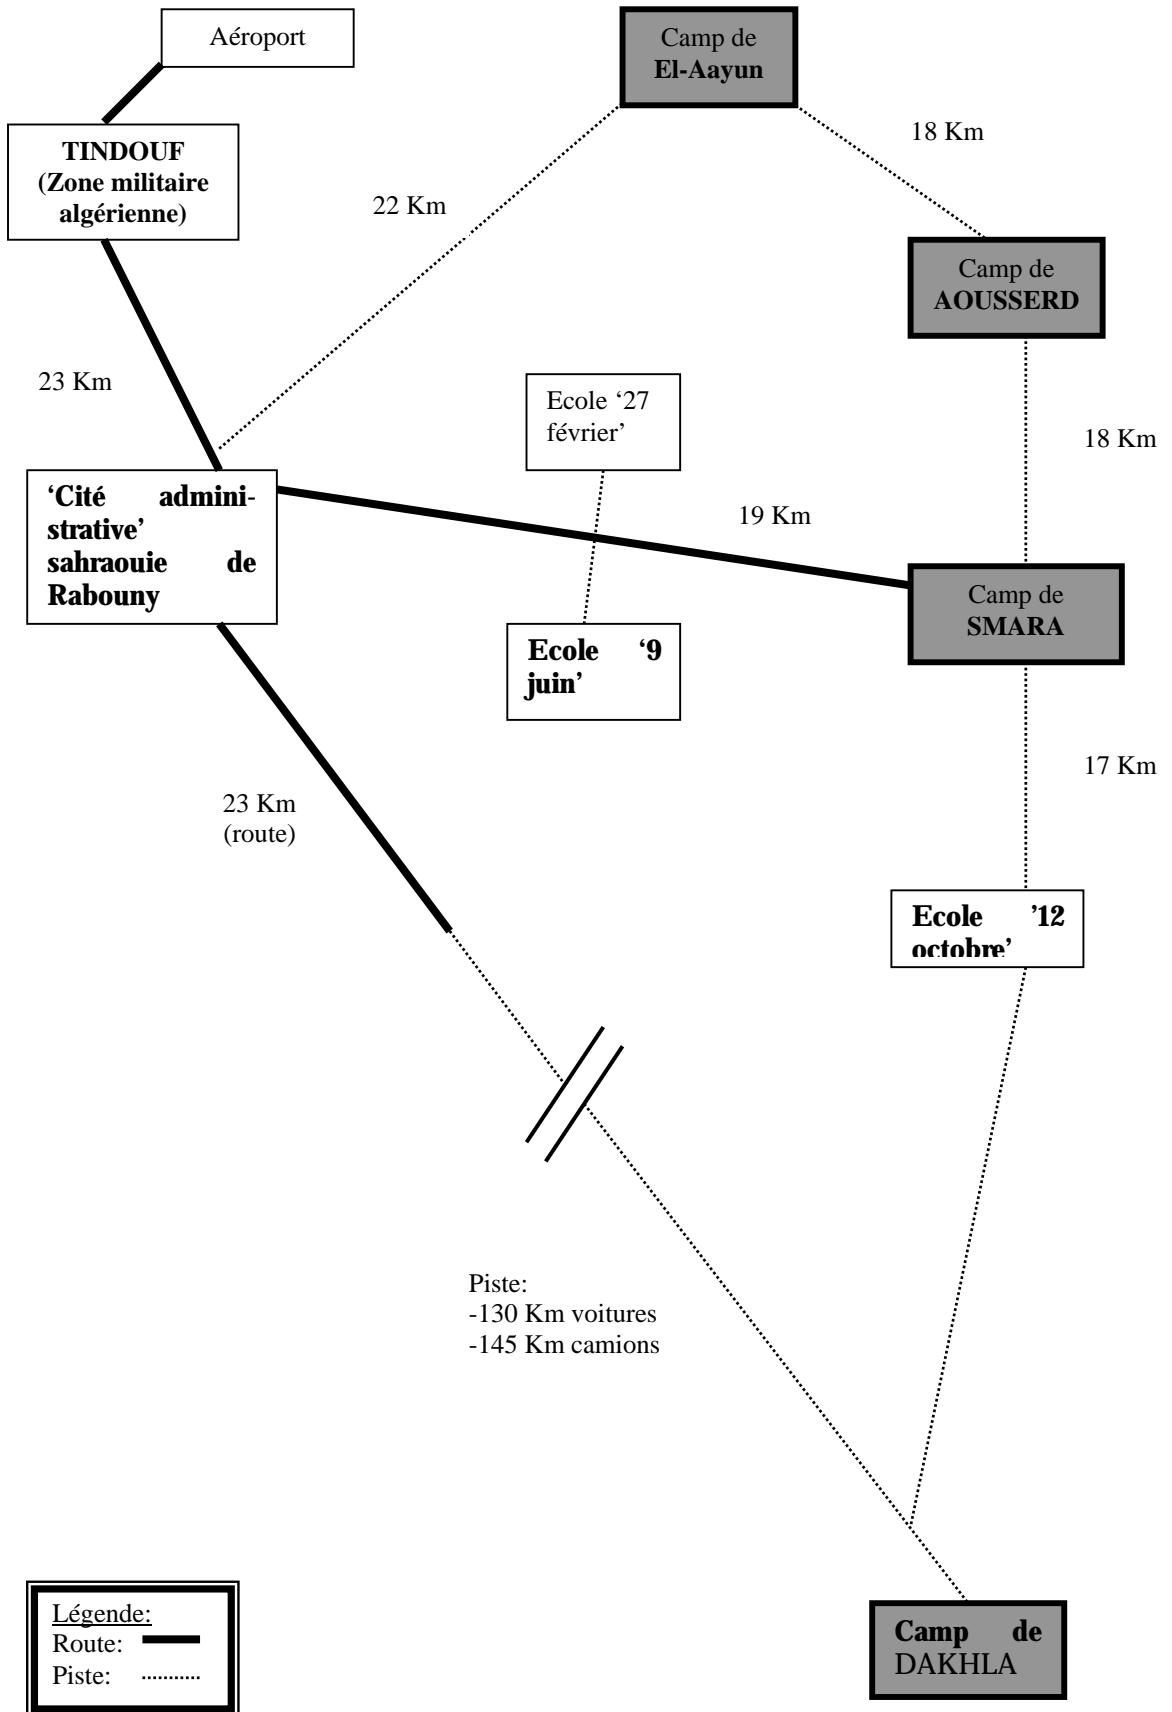 Aéroport
Camp de
El-Aayun
TINDOUF
(Zone militaire
algérienne)
18 Km
22 Km
Camp de
AOUSSERD
23 Km
Ecole ‘27
février’
18 Km
‘Cité admini-
strative’
sahraouie de
Rabouny
19 Km
Camp de
SMARA
Ecole ‘9
juin’
17 Km
23 Km
(route)
Ecole ’12
octobre’
Piste:
-130 Km voitures
-145 Km camions
Légende:
Route:
Piste:
Camp de
DAKHLA